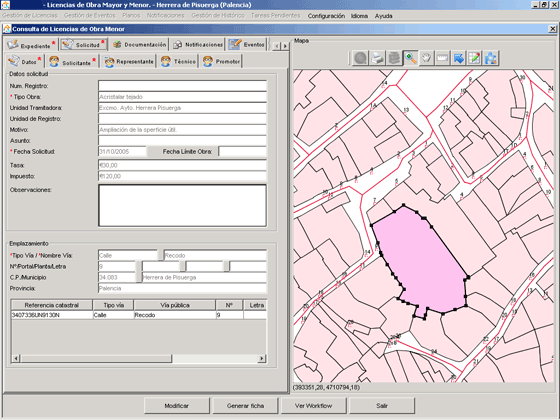 - Licencias de Obra Mayor y Menor. - Herrera de Pisuerga (Palencia)
Gestión de Licencias Gestión de Eventos Planos Gestión de Histórico Tareas Pendientes Configuración Idioma Ayuda
Consulta de Licencias de Obra Menor
Expediente * Solicitud * Documentación Notificaciones Eventos
Datos * Solicitante * Representante Técnico Promotor
Datos solicitud
Num. Registro:
* Tipo Obra: Acristalar tejado
Unidad Tramitadora: Excmo. Ayto. Herrera Pisuerga
Unidad de Registro:
Motivo: Ampliación de la sperficie útil.
Asunto:
* Fecha Solicitud: 31/10/2005 Fecha Límite Obra:
Tasa: €30,00
Impuesto: €120,00
Observaciones:
Emplazamiento
*Tipo Vía / *Nombre Vía: Calle Recodo
Nº/Portal/Planta/Letra 9
C.P./Municipio 34.083 Herrera de Pisuerga
Provincia: Palencia
Referencia catastral Tipo vía Vía pública Nº Letra
3407336UN9130N Calle Recodo 9
Mapa
(393351,28, 4710794,18)
Modificar Generar ficha Ver Workflow Salir